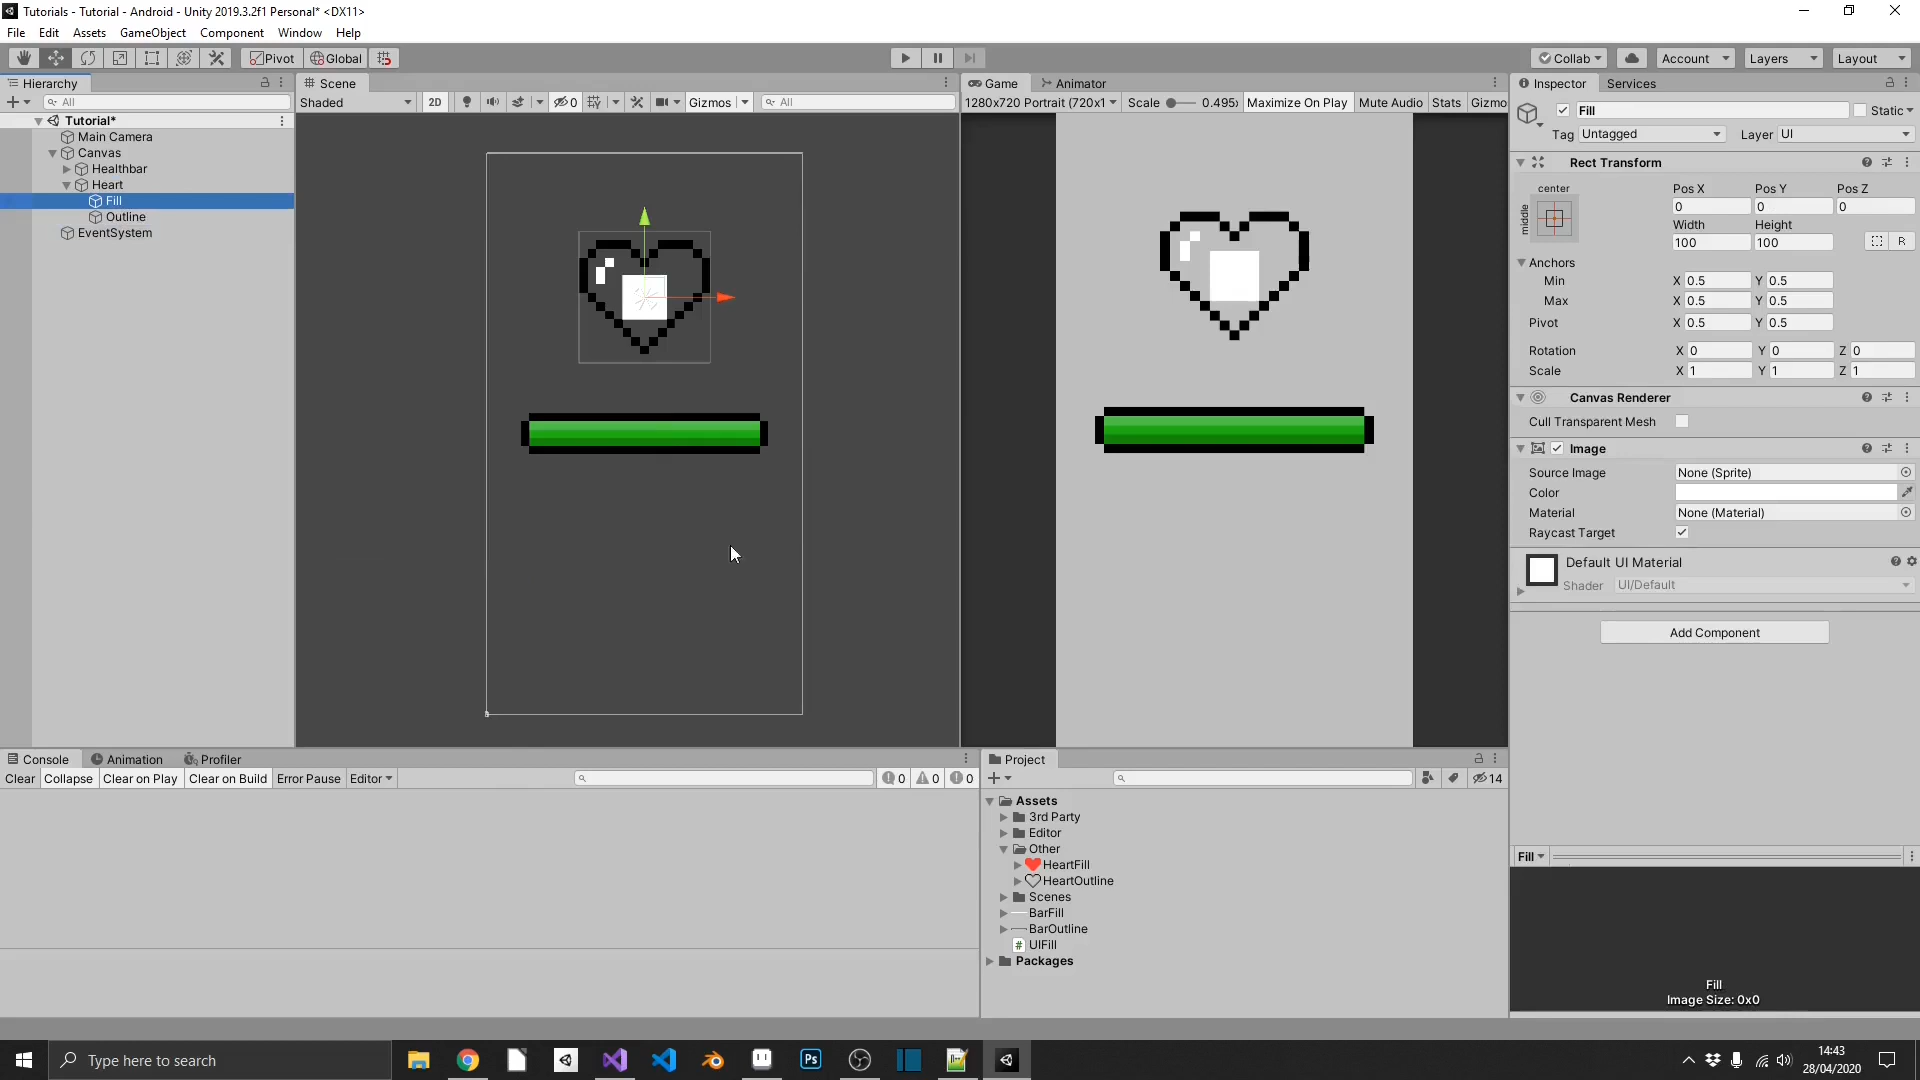 Tutorials - Tutorial - Android - Unity 2019.3.2f1 Personal* <DX11>
File Edit Assets GameObject Component Window Help
Pivot Global Collab Account Layers Layout
Hierarchy
All
Tutorial*
Main Camera
Canvas
Healthbar
Heart
Fill
Outline
EventSystem
Scene
Shaded 2D 0 Gizmos All
Game Animator
1280x720 Portrait (720x1 Scale 0.495x Maximize On Play Mute Audio Stats Gizmo
Inspector Services
Fill Static
Tag Untagged Layer UI
Rect Transform
center
middle
Pos X Pos Y Pos Z
0 0 0
Width Height
100 100 R
Anchors
Min X 0.5 Y 0.5
Max X 0.5 Y 0.5
Pivot X 0.5 Y 0.5
Rotation X 0 Y 0 Z 0
Scale X 1 Y 1 Z 1
Canvas Renderer
Cull Transparent Mesh
Image
Source Image None (Sprite)
Color
Material None (Material)
Raycast Target
Default UI Material
Shader UI/Default
Add Component
Fill
Fill
Image Size: 0x0
Console Animation Profiler
Clear Collapse Clear on Play Clear on Build Error Pause Editor 0 0 0
Project
14
Assets
3rd Party
Editor
Other
HeartFill
HeartOutline
Scenes
BarFill
BarOutline
# UIFill
Packages
Type here to search
Ps
14:43
28/04/2020